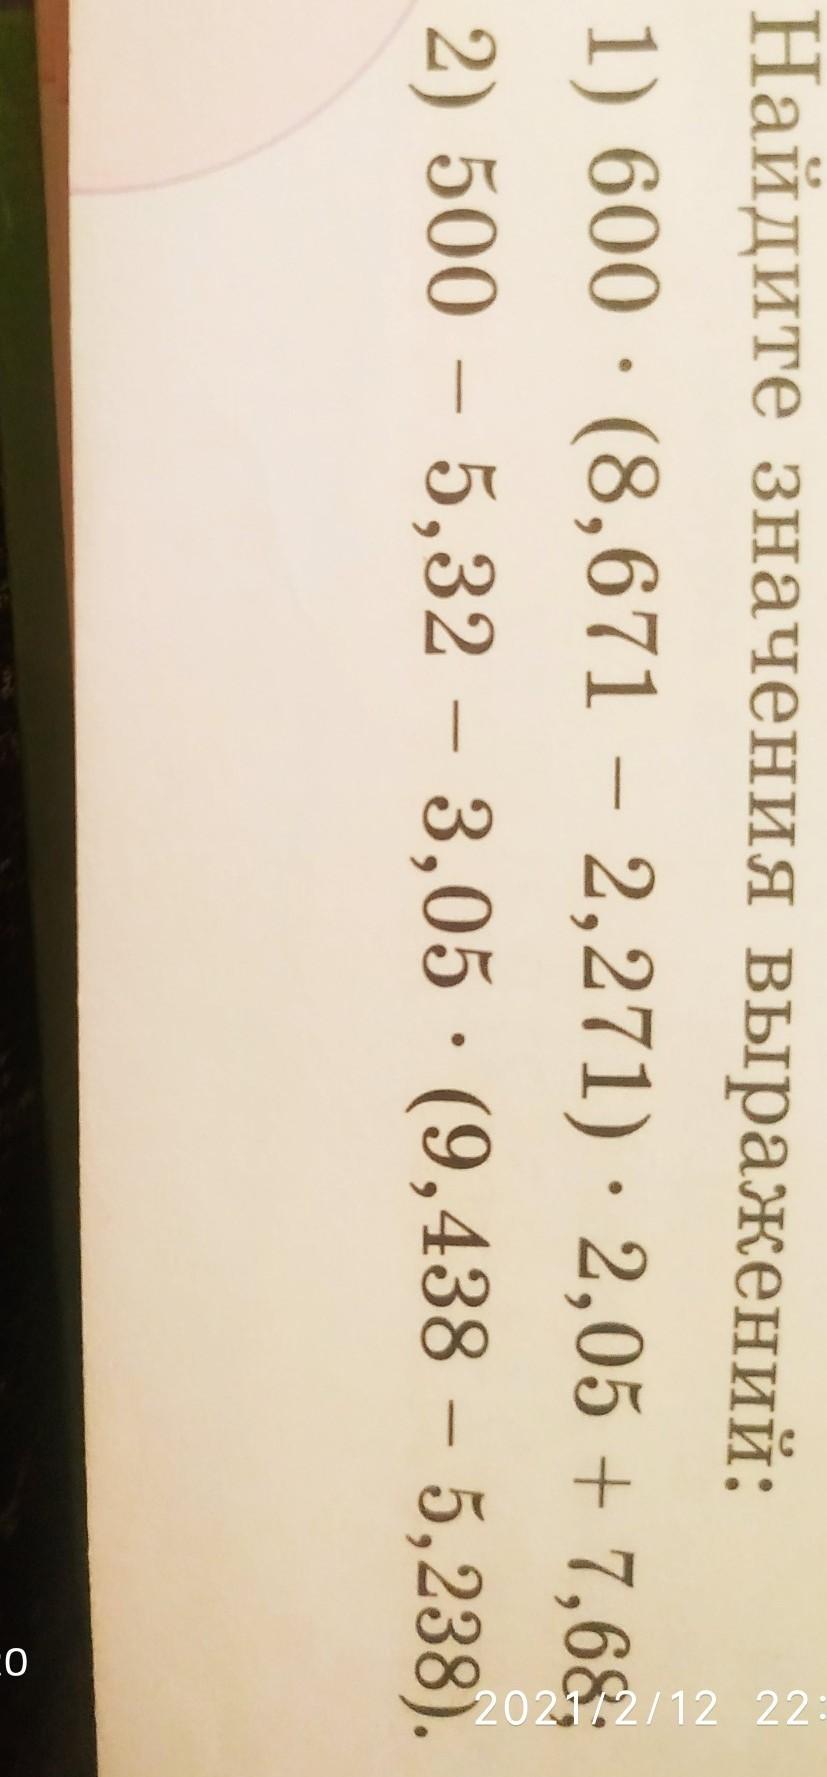 Найдите значения выражений:
1) 600 · (8,671 − 2,271) · 2,05 + 7,68;
2) 500 − 5,32 − 3,05 · (9,438 − 5,238).
2021/2/12 22: